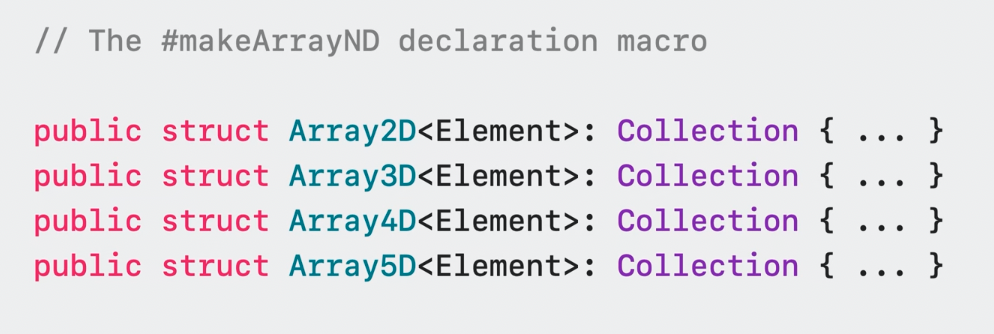 // The #makeArrayND declaration macro
public struct Array2D<Element>: Collection { ... }
public struct Array3D<Element>: Collection { ... }
public struct Array4D<Element>: Collection { ... }
public struct Array5D<Element>: Collection { ... }